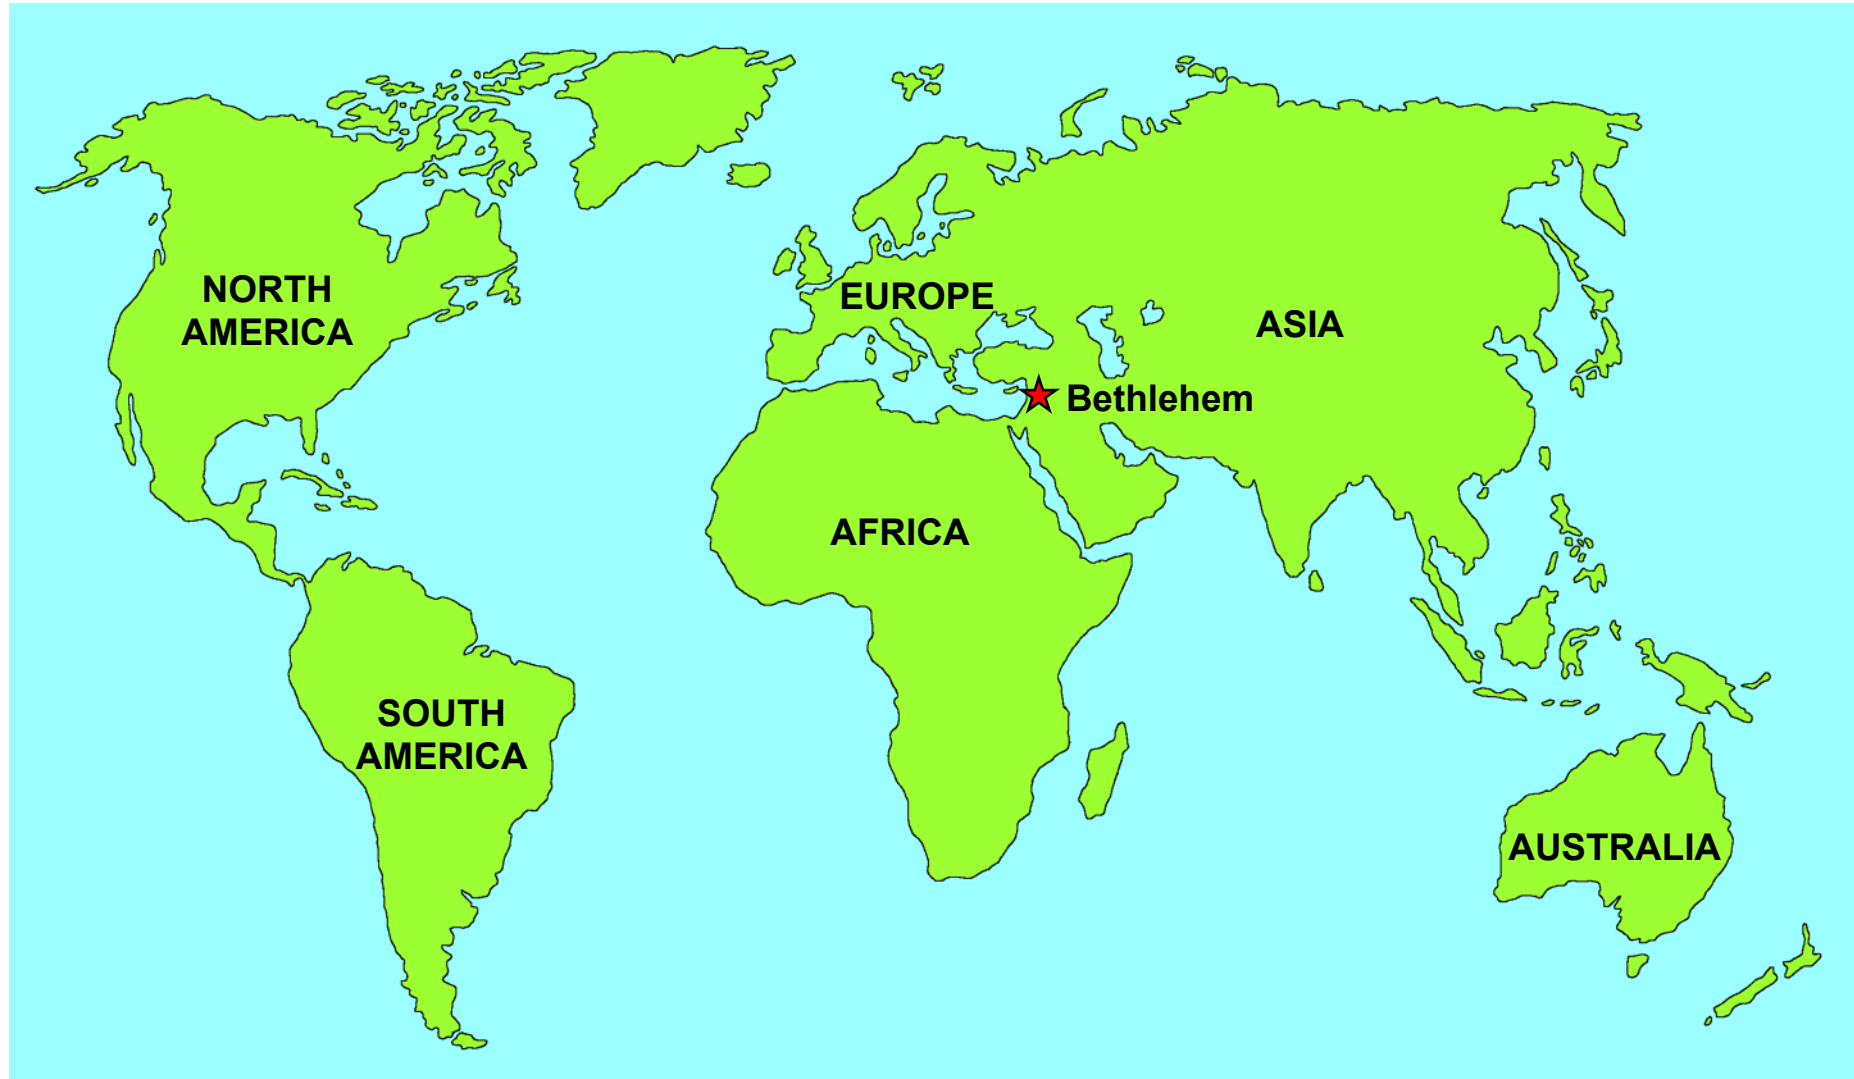 NORTH
AMERICA
EUROPE
ASIA
Bethlehem
AFRICA
SOUTH
AMERICA
AUSTRALIA